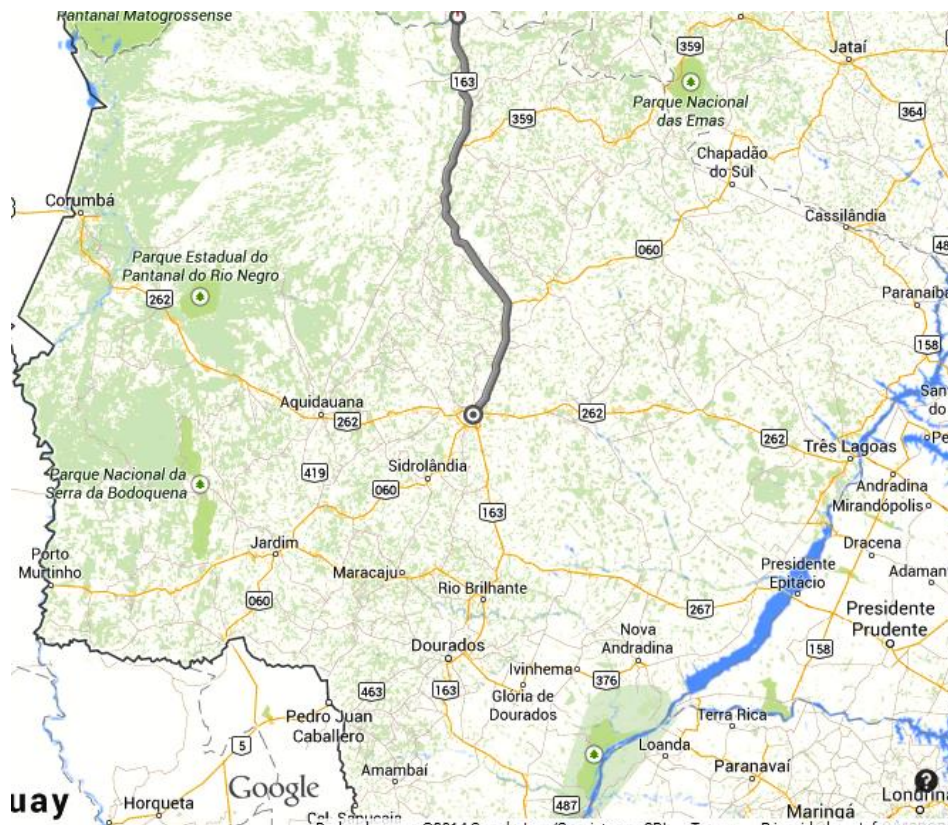 Pantanal Matogrossense
163
359
Jataí
Parque Nacional
das Emas
364
359
Chapadão
do Sul
Corumbá
Cassilândia
Parque Estadual do
Pantanal do Rio Negro
060
262
Paranaíba
158
Aquidauana
262
262
262
Três Lagoas
Sidrolândia
419
060
Parque Nacional da
Serra da Bodoquena
163
Andradina
Mirandópolis
Jardim
Dracena
Porto
Murtinho
Maracaju
Presidente
Epitácio
Rio Brilhante
060
267
Presidente
Prudente
Nova
Andradina
Dourados
158
Ivinhema
376
463
163
Glória de
Dourados
Pedro Juan
Caballero
Terra Rica
5
Loanda
Paranavaí
Amambaí
Google
?
uay
Horqueta
487
Maringá